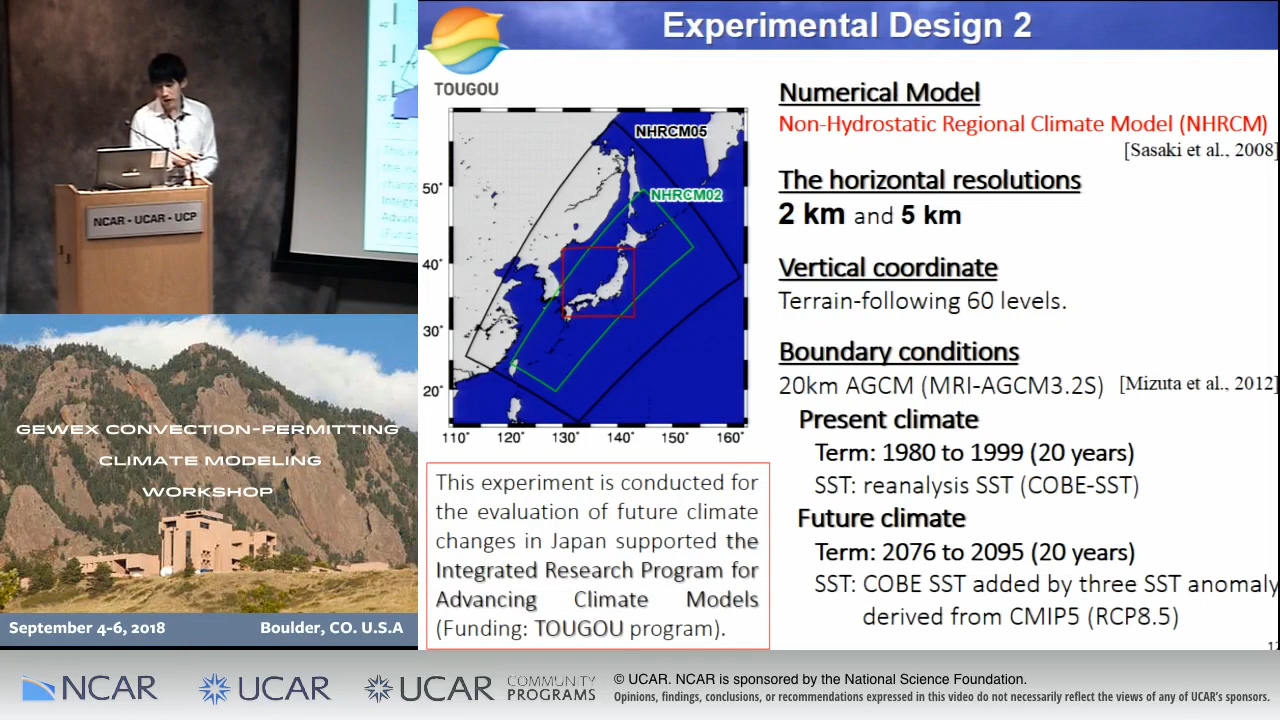 NCAR - UCAR - UCP
GEWEX CONVECTION-PERMITTING
CLIMATE MODELING
WORKSHOP
September 4-6, 2018
Boulder, CO. U.S.A
Experimental Design 2
TOUGOU
NHRCM05
NHRCM02
50°
40°
30°
20°
110° 120° 130° 140° 150° 160°
This experiment is conducted for
the evaluation of future climate
changes in Japan supported the
Integrated Research Program for
Advancing Climate Models
(Funding: TOUGOU program).
Numerical Model
Non-Hydrostatic Regional Climate Model (NHRCM)
[Sasaki et al., 2008]
The horizontal resolutions
2 km and 5 km
Vertical coordinate
Terrain-following 60 levels.
Boundary conditions
20km AGCM (MRI-AGCM3.2S) [Mizuta et al., 2012]
Present climate
Term: 1980 to 1999 (20 years)
SST: reanalysis SST (COBE-SST)
Future climate
Term: 2076 to 2095 (20 years)
SST: COBE SST added by three SST anomaly
derived from CMIP5 (RCP8.5)
NCAR
UCAR
UCAR
COMMUNITY
PROGRAMS
© UCAR. NCAR is sponsored by the National Science Foundation.
Opinions, findings, conclusions, or recommendations expressed in this video do not necessarily reflect the views of any of UCAR's sponsors.